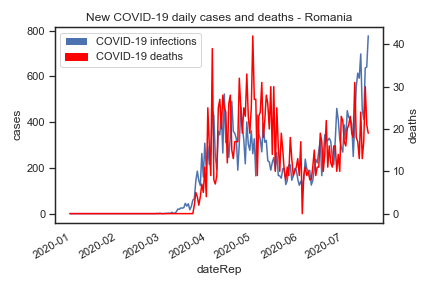 New COVID-19 daily cases and deaths - Romania
COVID-19 infections
COVID-19 deaths
800
600
400
200
0
cases
40
30
20
10
0
deaths
2020-01
2020-02
2020-03
2020-04
2020-05
2020-06
2020-07
dateRep